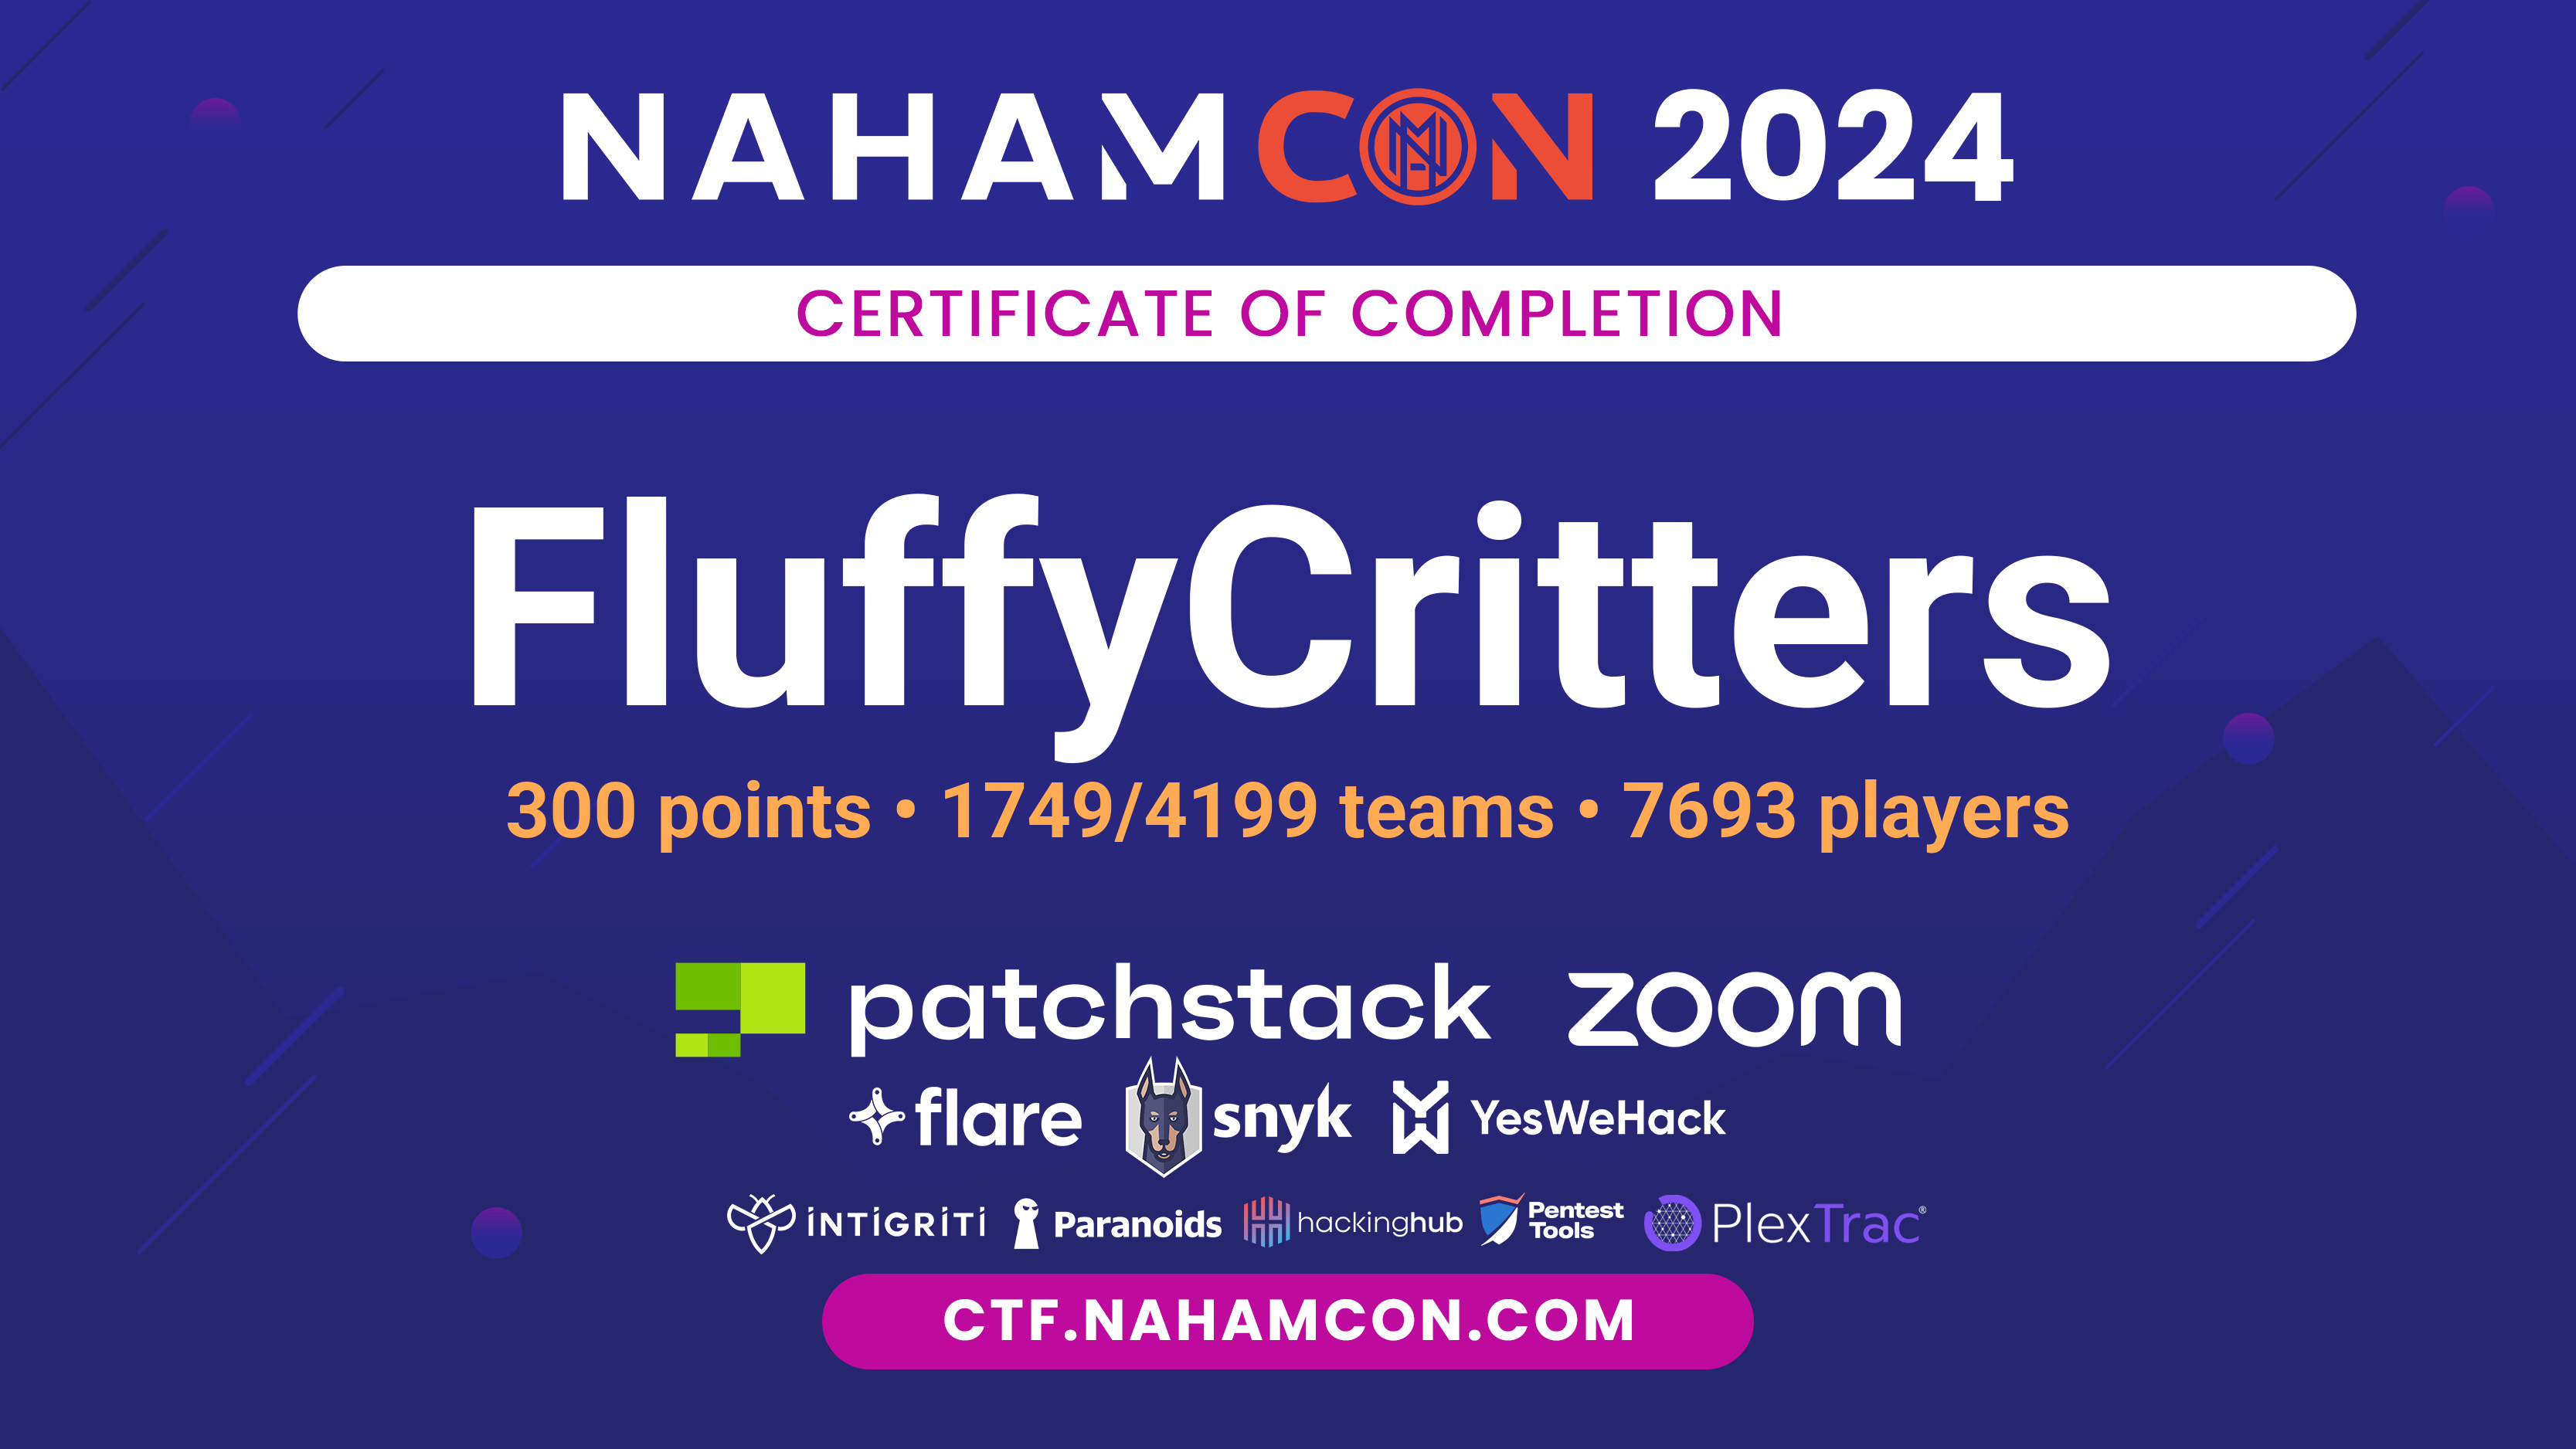 NAHAMCON 2024
CERTIFICATE OF COMPLETION
FluffyCritters
300 points • 1749/4199 teams • 7693 players
patchstack zoom
flare snyk YesWeHack
INTIGRITI Paranoids hackinghub Pentest Tools PlexTrac®
CTF.NAHAMCON.COM